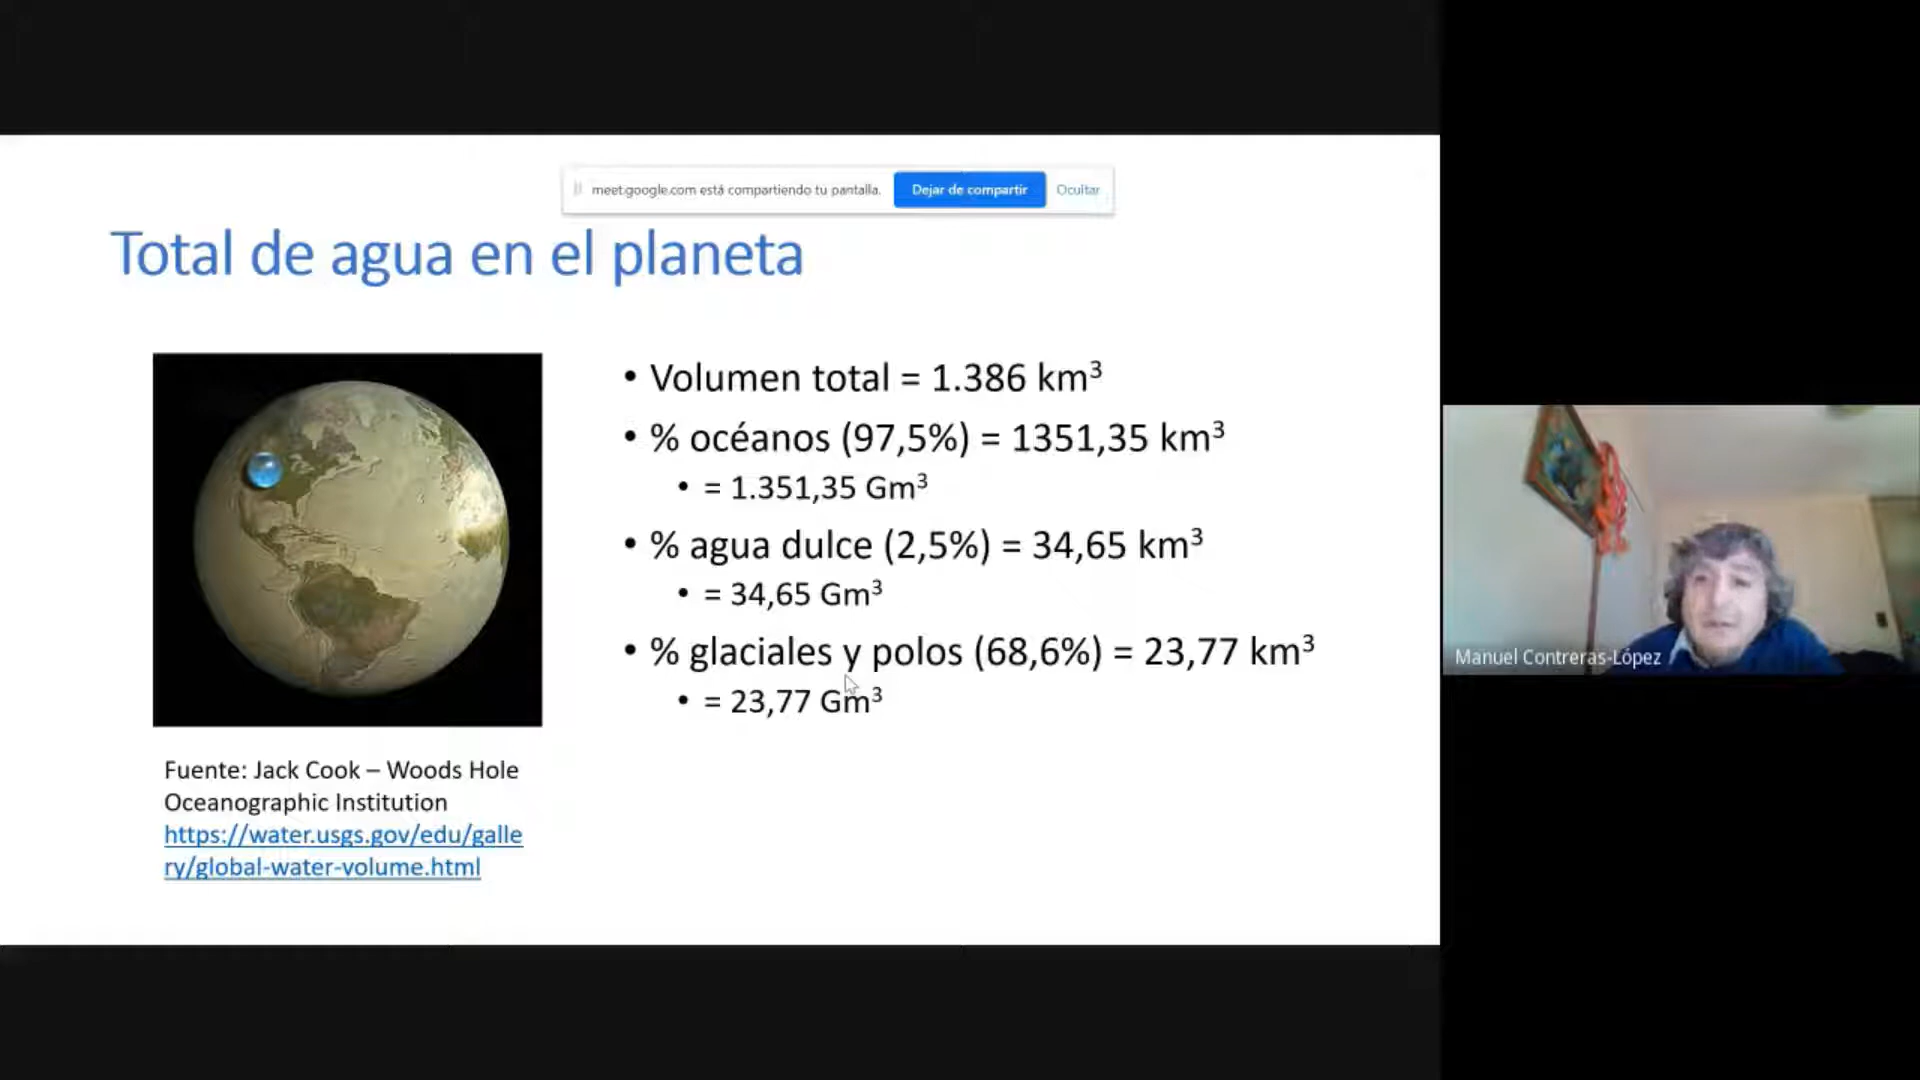 meet.google.com está compartiendo tu pantalla. Dejar de compartir Ocultar
Total de agua en el planeta
• Volumen total = 1.386 km³
• % océanos (97,5%) = 1351,35 km³
• = 1.351,35 Gm³
• % agua dulce (2,5%) = 34,65 km³
• = 34,65 Gm³
• % glaciales y polos (68,6%) = 23,77 km³
• = 23,77 Gm³
Fuente: Jack Cook – Woods Hole
Oceanographic Institution
https://water.usgs.gov/edu/galle
ry/global-water-volume.html
Manuel Contreras-López